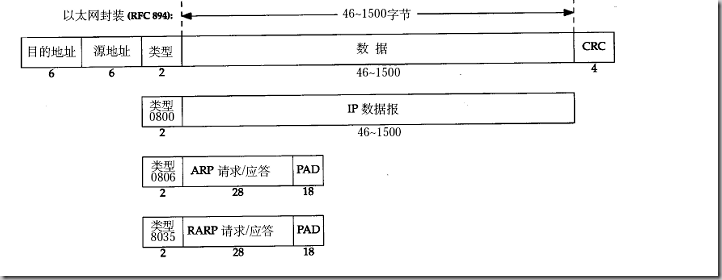 以太网封装 (RFC 894): 46~1500字节
目的地址 源地址 类型 数 据 CRC
6 6 2 46~1500 4
类型 IP 数据报
0800
2 46~1500
类型 ARP 请求/应答 PAD
0806
2 28 18
类型 RARP 请求/应答 PAD
8035
2 28 18